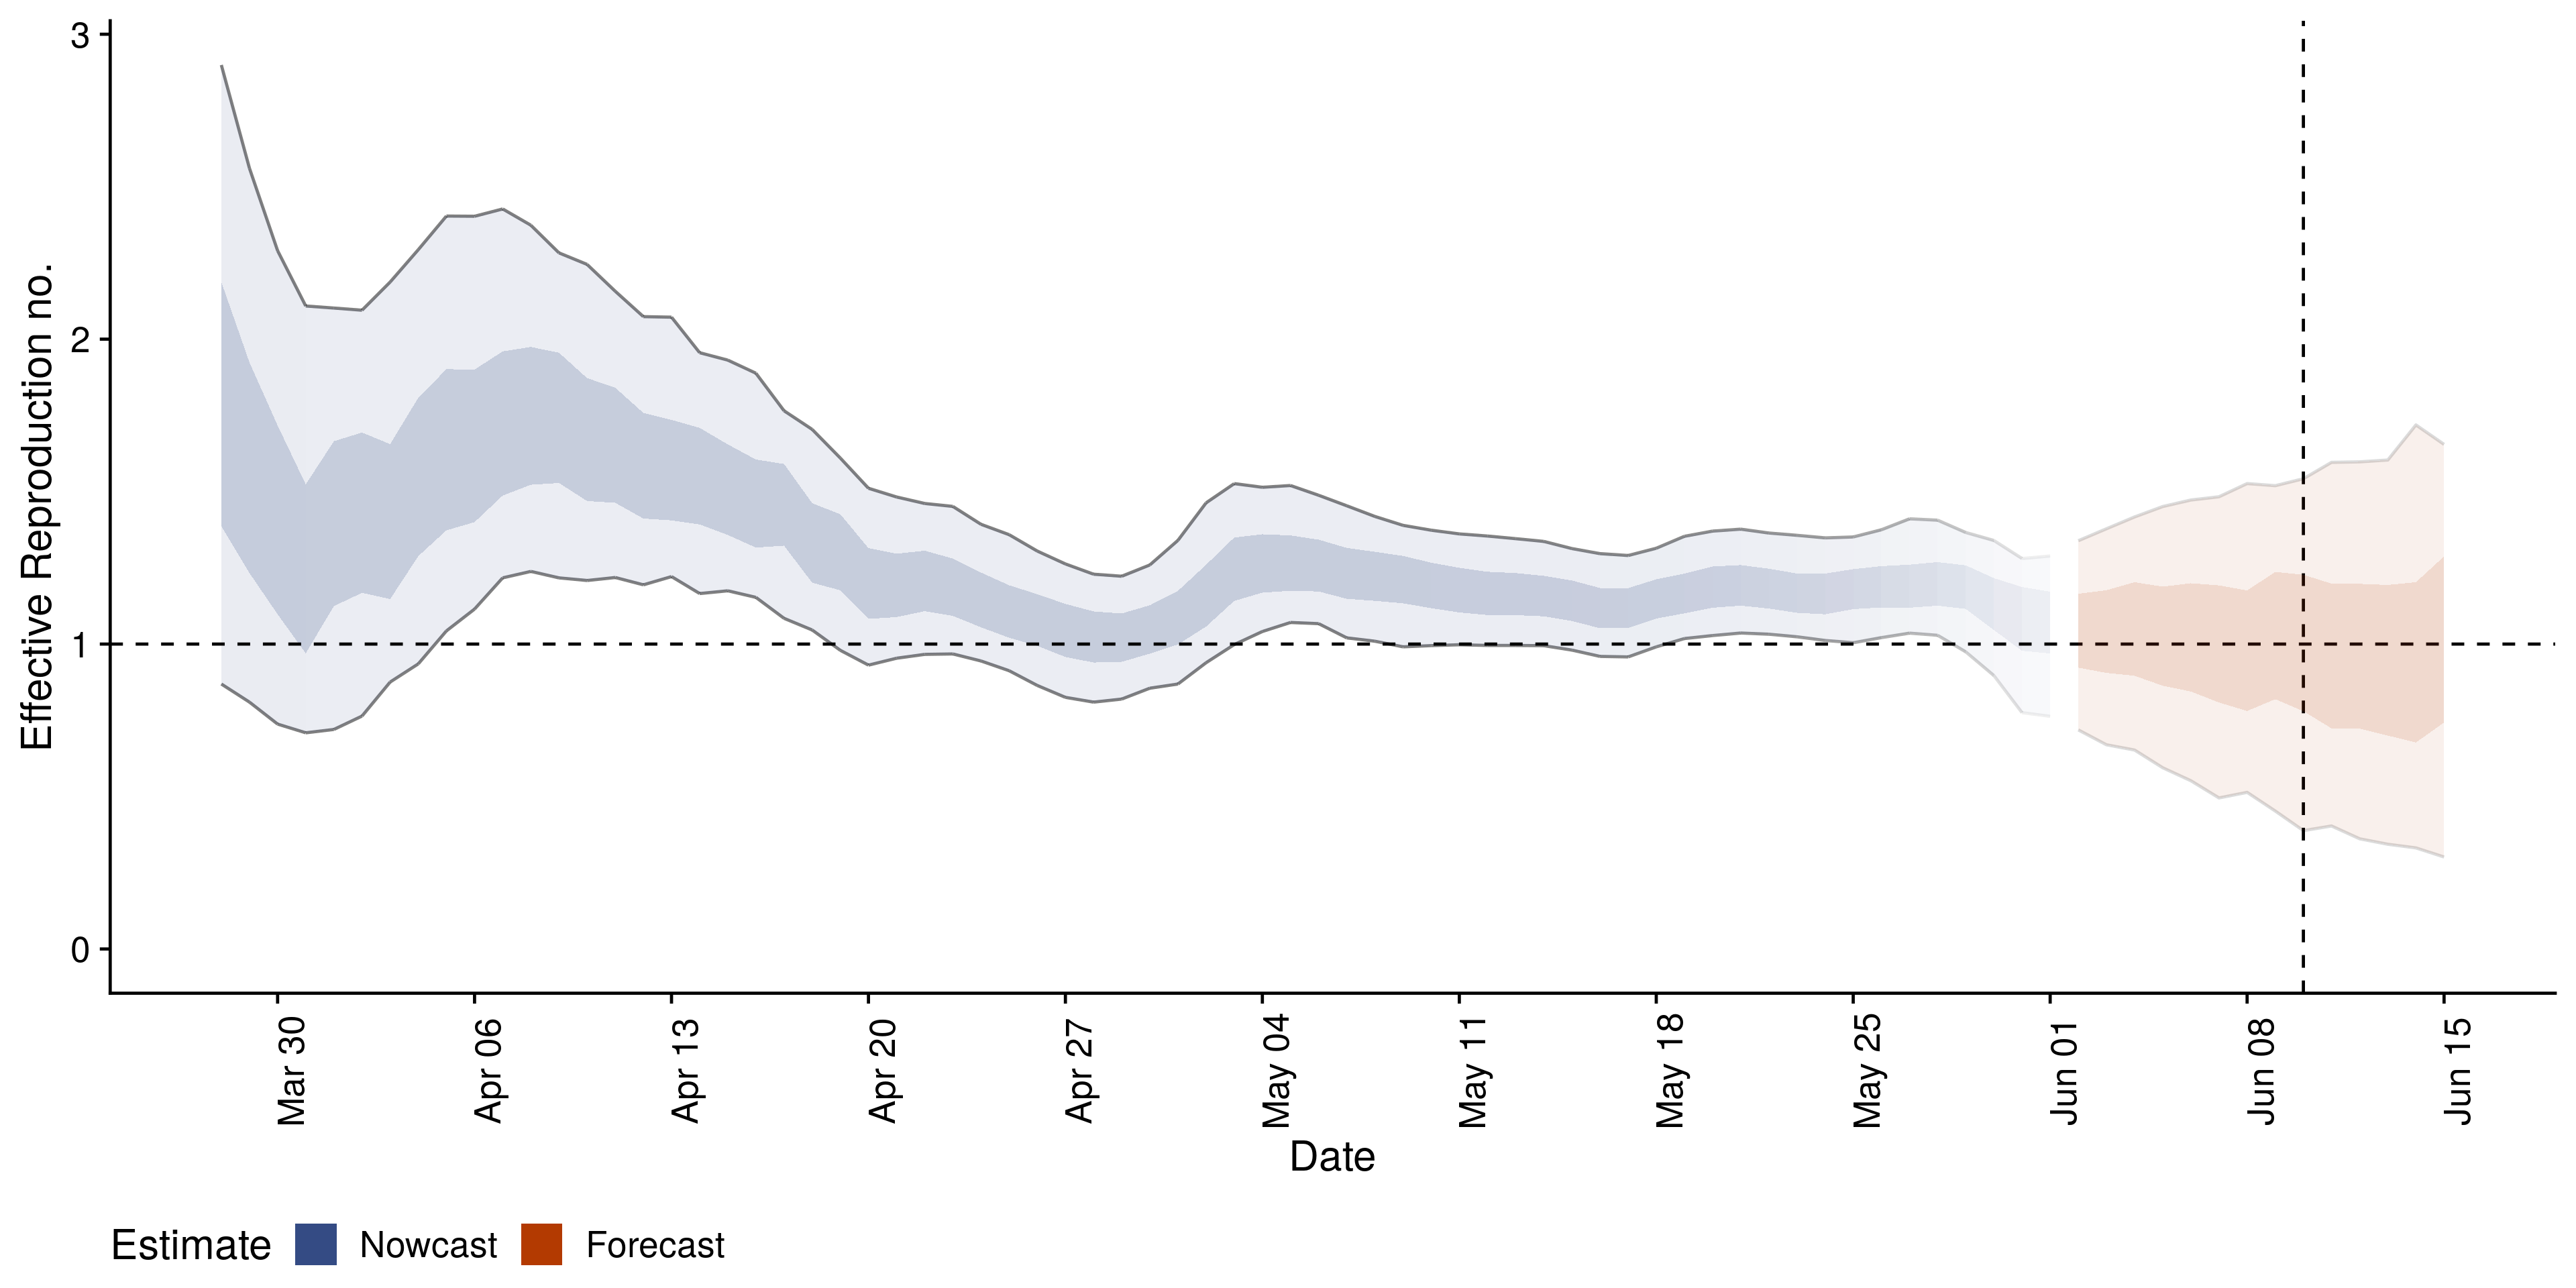 Effective Reproduction no.
3
2
1
0
Mar 30
Apr 06
Apr 13
Apr 20
Apr 27
May 04
May 11
May 18
May 25
Jun 01
Jun 08
Jun 15
Date
Estimate Nowcast Forecast